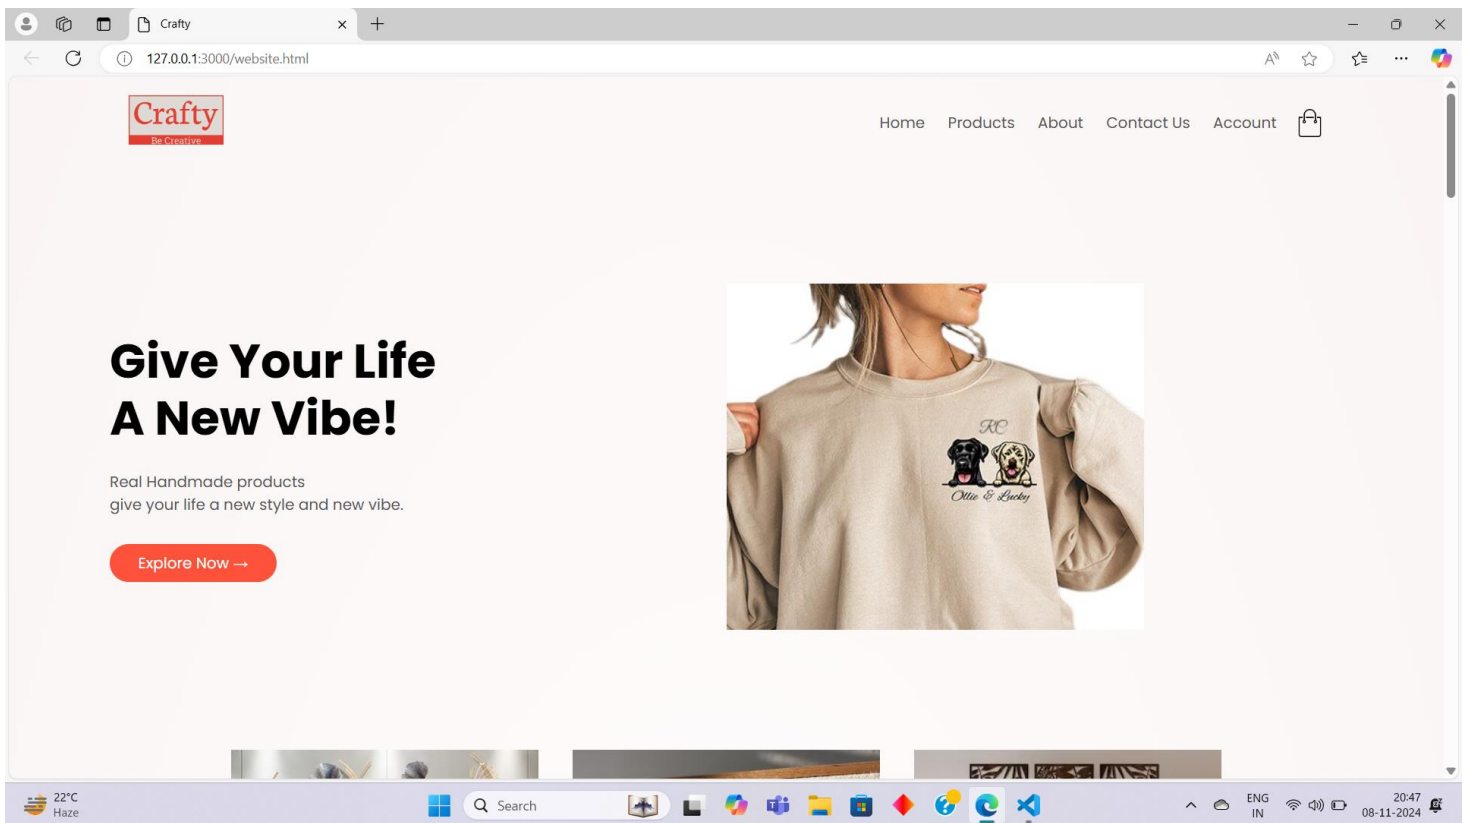 Crafty
127.0.0.1:3000/website.html
Crafty
Be Creative
Home Products About Contact Us Account
Give Your Life
A New Vibe!
Real Handmade products
give your life a new style and new vibe.
Explore Now →
RC
Ollie & Lucky
22°C
Haze
Search
ENG
IN
20:47
08-11-2024